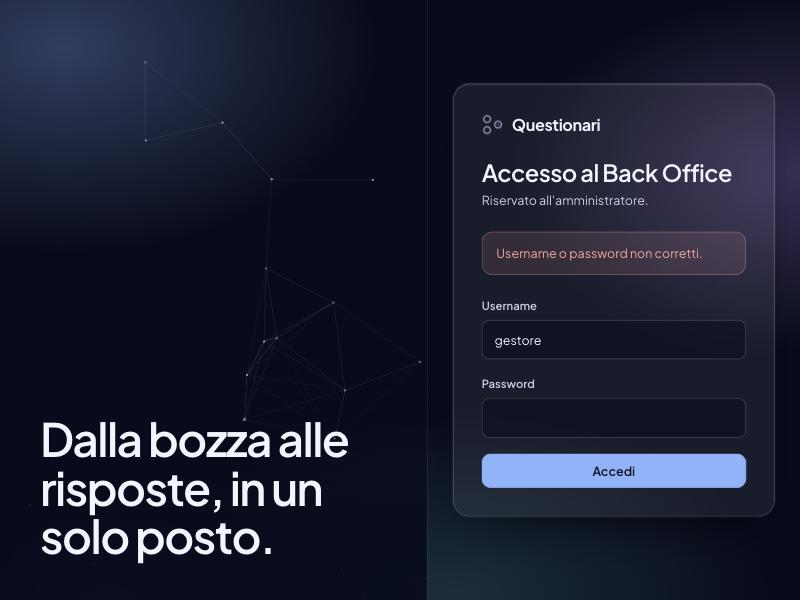 Dalla bozza alle
risposte, in un
solo posto.
Questionari
Accesso al Back Office
Riservato all'amministratore.
Username o password non corretti.
Username
gestore
Password
Accedi